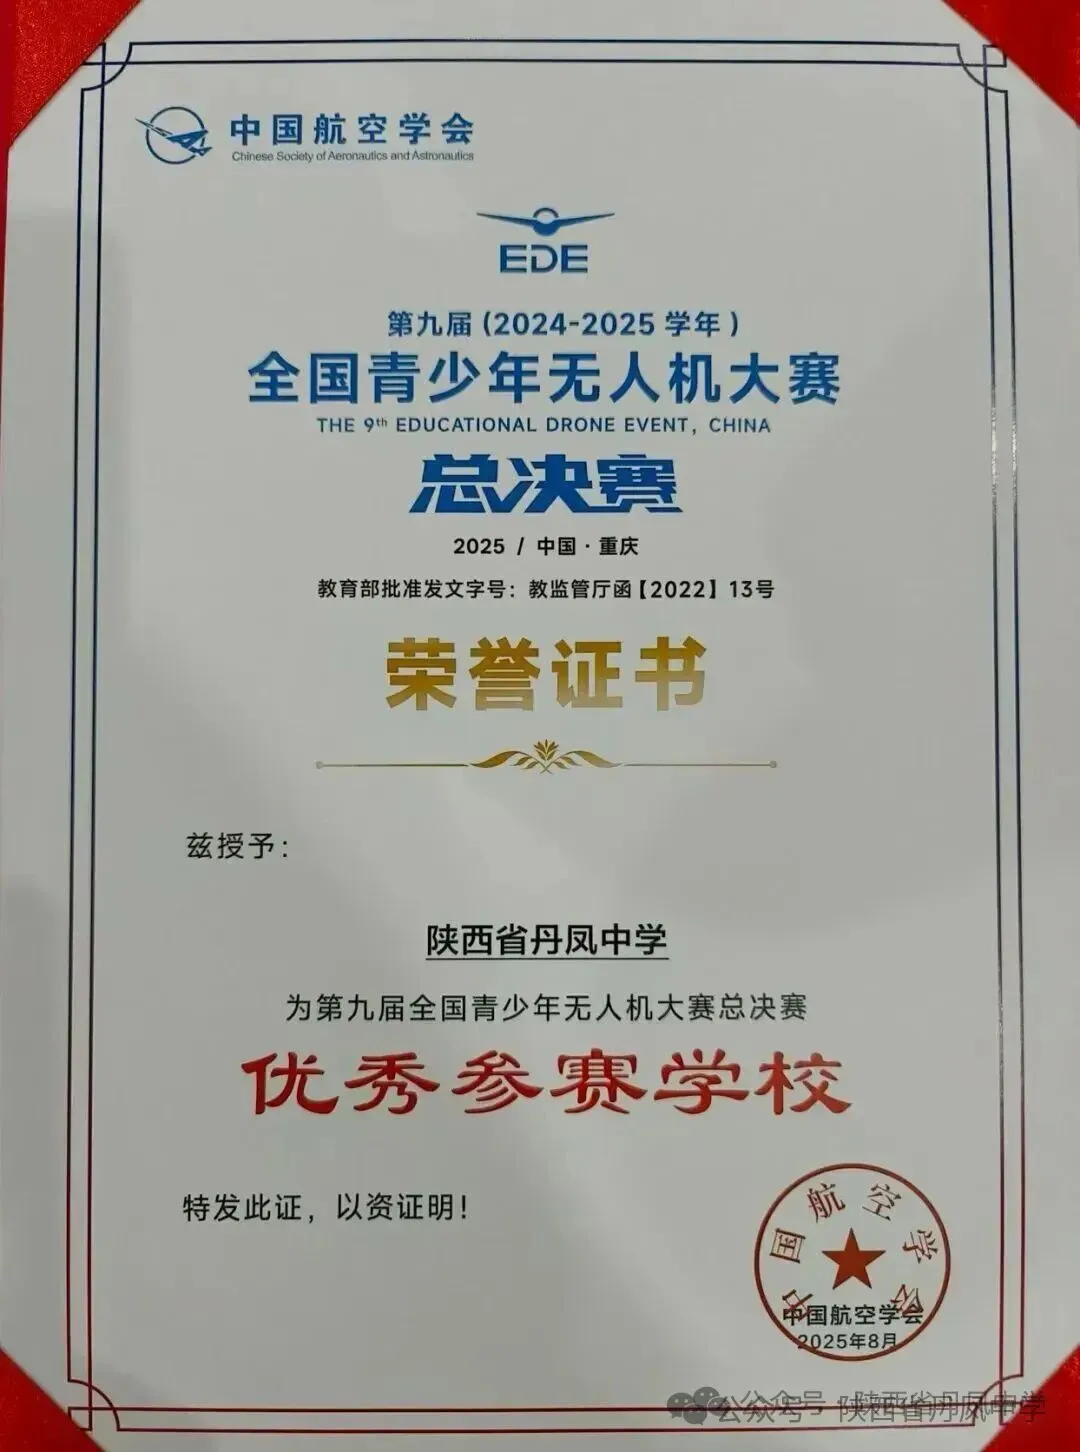 中国航空学会
Chinese Society of Aeronautics and Astronautics
EDE
第九届(2024-2025 学年)
全国青少年无人机大赛
THE 9th EDUCATIONAL DRONE EVENT, CHINA
总决赛
2025 / 中国·重庆
教育部批准发文字号：教监管厅函【2022】13号
荣誉证书
兹授予：
陕西省丹凤中学
为第九届全国青少年无人机大赛总决赛
优秀参赛学校
特发此证，以资证明！
中国航空学会
中国航空学会
2025年8月
公众号 陕西省丹凤中学